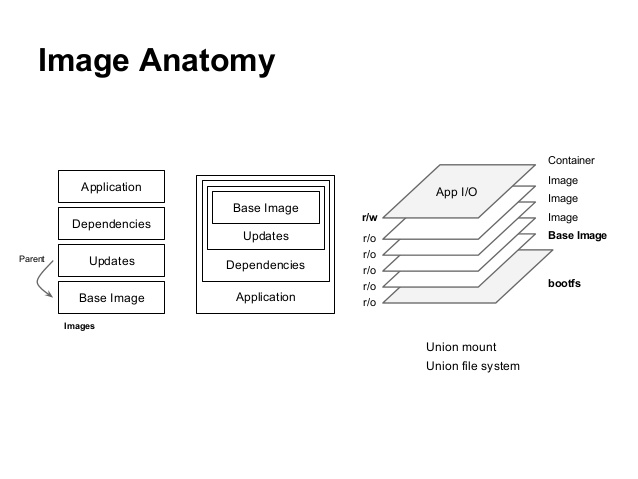 Image Anatomy
Application
Dependencies
Parent
Updates
Base Image
Images
Base Image
Updates
Dependencies
Application
Container
Image
App I/O
Image
r/w
Image
r/o
Base Image
r/o
r/o
r/o
bootfs
r/o
Union mount
Union file system